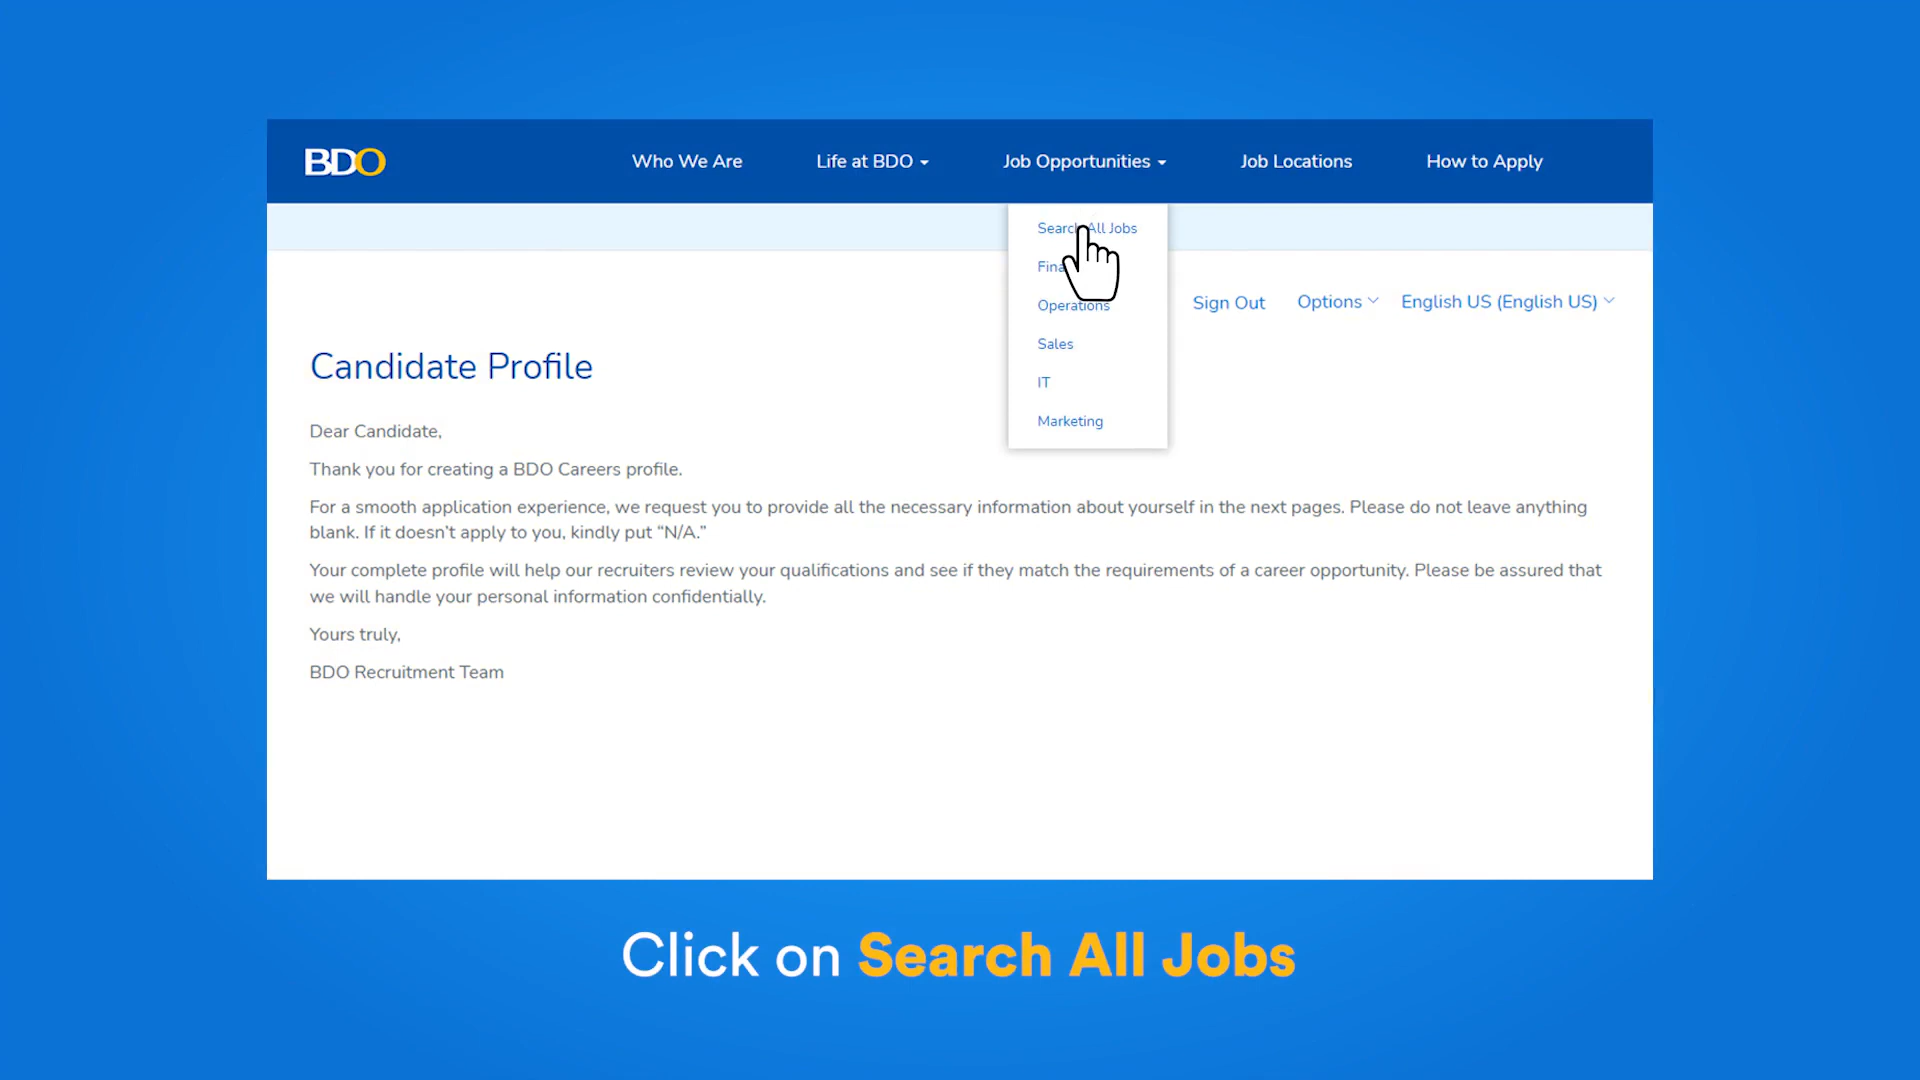 BDO
Who We Are
Life at BDO
Job Opportunities
Job Locations
How to Apply
Search All Jobs
Operations
Sales
IT
Marketing
Sign Out
Options
English US (English US)
Candidate Profile
Dear Candidate,
Thank you for creating a BDO Careers profile.
For a smooth application experience, we request you to provide all the necessary information about yourself in the next pages. Please do not leave anything
blank. If it doesn’t apply to you, kindly put “N/A.”
Your complete profile will help our recruiters review your qualifications and see if they match the requirements of a career opportunity. Please be assured that
we will handle your personal information confidentially.
Yours truly,
BDO Recruitment Team
Click on Search All Jobs